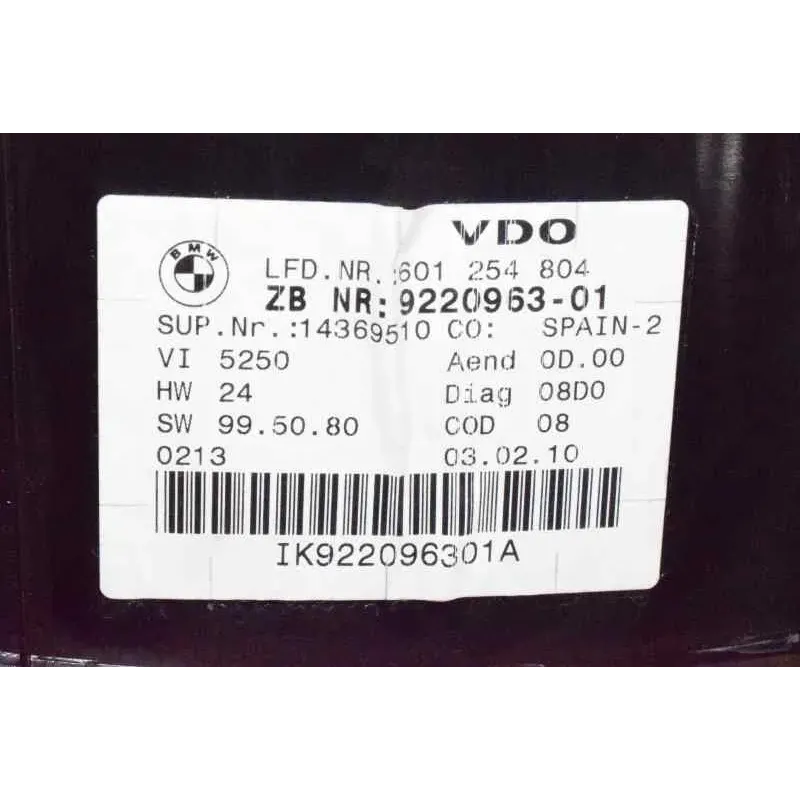 VDO
BMW
LFD.NR.:601 254 804
ZB NR:9220963-01
SUP.Nr.:14369510 CO: SPAIN-2
VI 5250 Aend 0D.00
HW 24 Diag 08D0
SW 99.50.80 COD 08
0213 03.02.10
IK922096301A